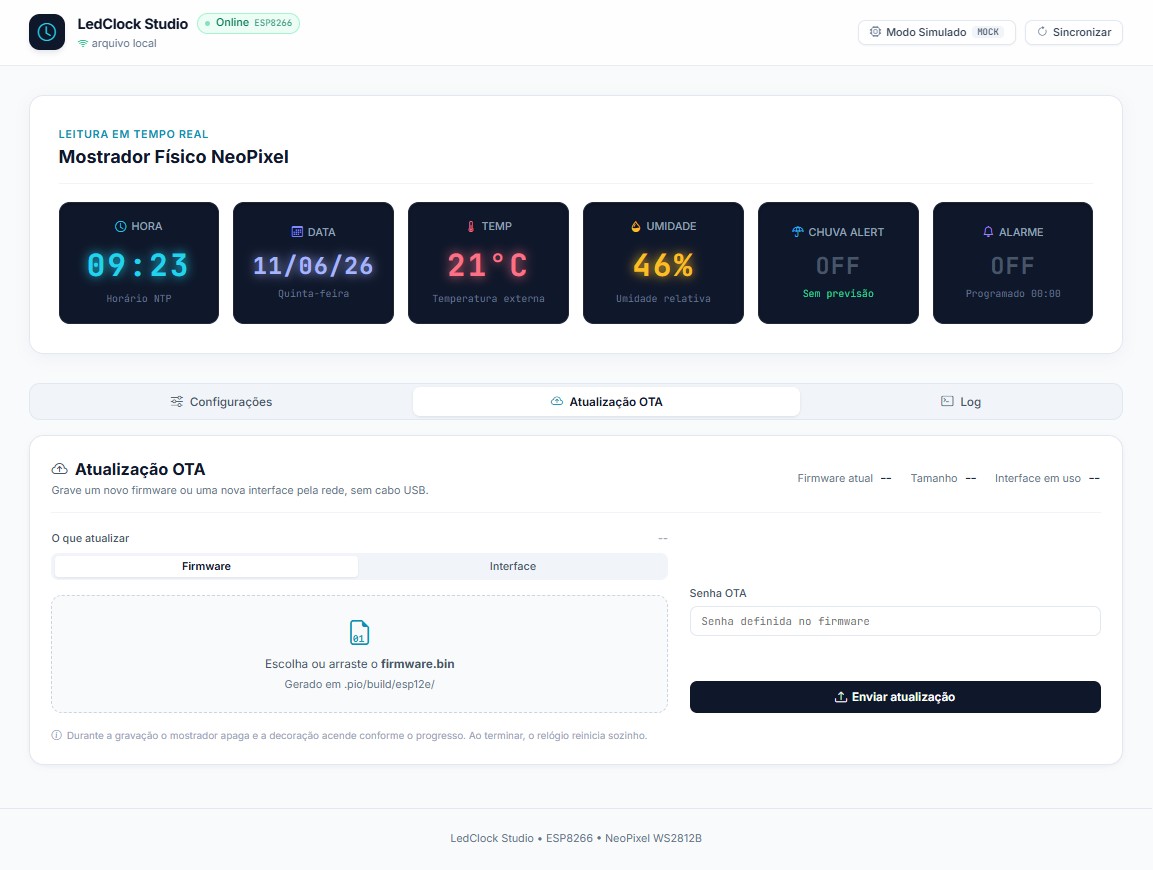 LedClock Studio Online ESP8266
arquivo local
Modo Simulado MOCK
Sincronizar
LEITURA EM TEMPO REAL
Mostrador Físico NeoPixel
HORA
09:23
Horário NTP
DATA
11/06/26
Quinta-feira
TEMP
21°C
Temperatura externa
UMIDADE
46%
Umidade relativa
CHUVA ALERT
OFF
Sem previsão
ALARME
OFF
Programado 00:00
Configurações
Atualização OTA
Log
Atualização OTA
Grave um novo firmware ou uma nova interface pela rede, sem cabo USB.
Firmware atual -- Tamanho -- Interface em uso --
O que atualizar --
Firmware
Interface
01
Escolha ou arraste o firmware.bin
Gerado em .pio/build/esp12e/
Senha OTA
Senha definida no firmware
Enviar atualização
Durante a gravação o mostrador apaga e a decoração acende conforme o progresso. Ao terminar, o relógio reinicia sozinho.
LedClock Studio • ESP8266 • NeoPixel WS2812B